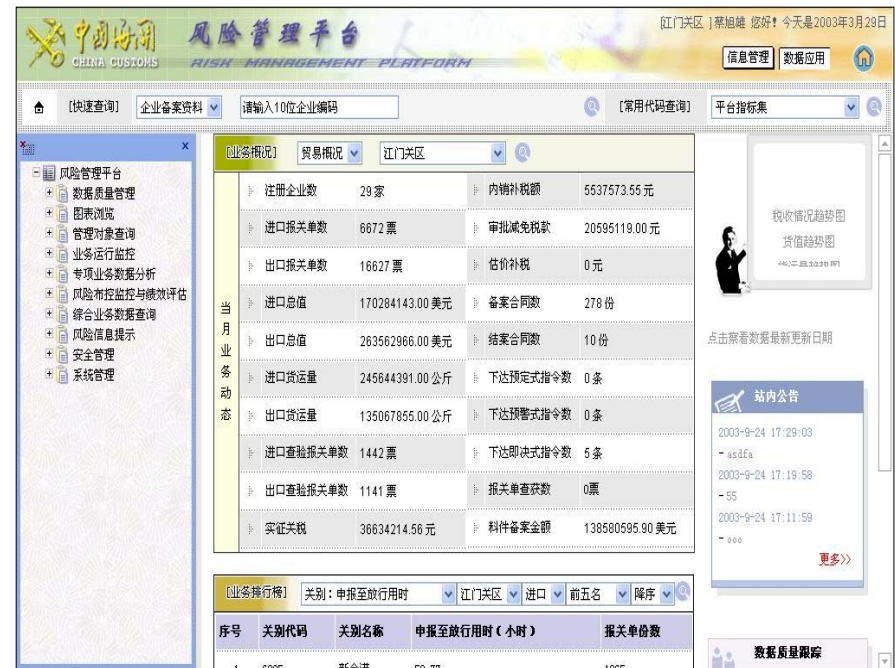 中国海关
CHINA CUSTOMS
风险管理平台
RISK MANAGEMENT PLATFORM
[江门关区 ]蔡旭雄 您好! 今天是2003年3月29日
信息管理 数据应用
[快速查询] 企业备案资料 请输入10位企业编码 [常用代码查询] 平台指标集
风险管理平台
数据质量管理
图表浏览
管理对象查询
业务运行监控
专项业务数据分析
风险布控监控与绩效评估
综合业务数据查询
风险信息提示
安全管理
系统管理
[业务概况] 贸易概况 江门关区
当月业务动态
注册企业数 29家 内销补税额 5537573.55元
进口报关单数 6672票 审批减免税款 20595119.00元
出口报关单数 16627票 估价补税 0元
进口总值 170284143.00美元 备案合同数 278份
出口总值 263562966.00美元 结案合同数 10份
进口货运量 245644391.00公斤 下达预定式指令数 0条
出口货运量 135067855.00公斤 下达预警式指令数 0条
进口查验报关单数 1442票 下达即决式指令数 5条
出口查验报关单数 1141票 报关单查获数 0票
实征关税 36634214.56元 料件备案金额 138580595.90美元
税收情况趋势图
货值趋势图
货运量趋势图
点击察看数据最新更新日期
站内公告
2003-9-24 17:29:03
- asdfa
2003-9-24 17:19:58
- 55
2003-9-24 17:11:59
- ooo
更多>>
[业务排行榜] 关别：申报至放行用时 江门关区 进口 前五名 降序
序号 关别代码 关别名称 申报至放行用时（小时） 报关单份数
数据质量跟踪